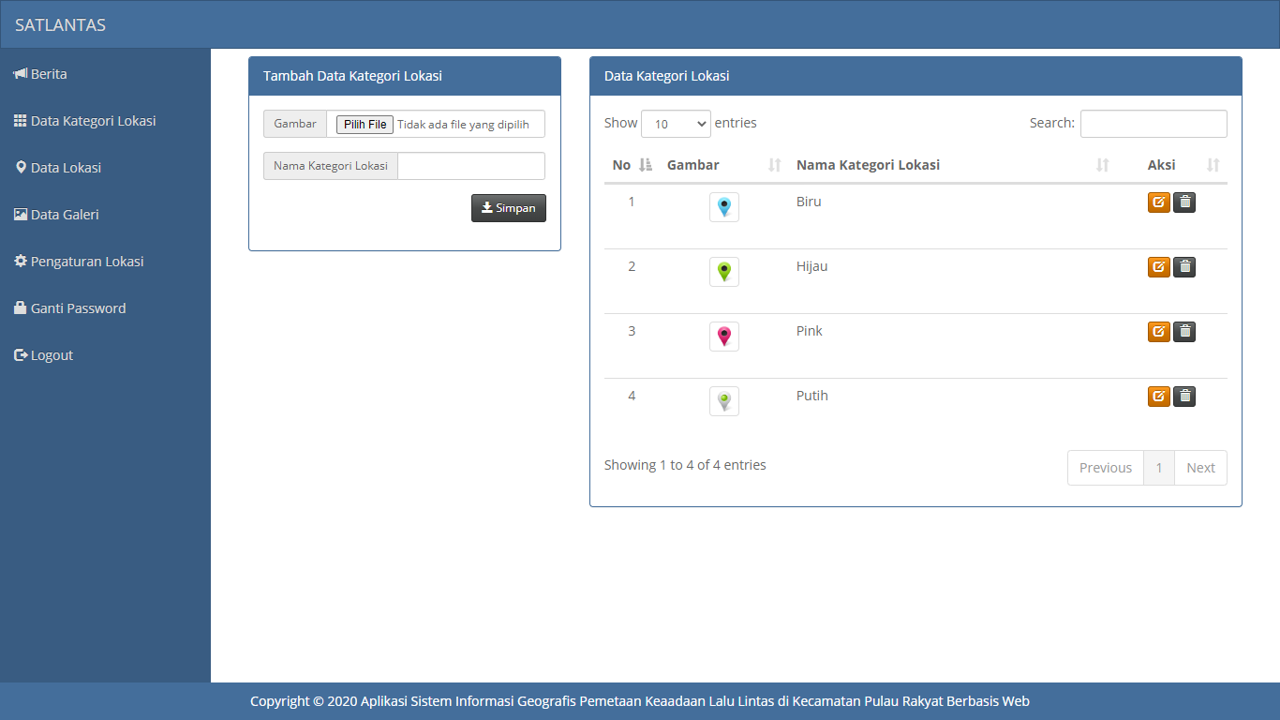 SATLANTAS
Berita
Data Kategori Lokasi
Data Lokasi
Data Galeri
Pengaturan Lokasi
Ganti Password
Logout
Tambah Data Kategori Lokasi
Gambar Pilih File Tidak ada file yang dipilih
Nama Kategori Lokasi
Simpan
Data Kategori Lokasi
Show 10 entries Search:
No Gambar Nama Kategori Lokasi Aksi
1 Biru
2 Hijau
3 Pink
4 Putih
Showing 1 to 4 of 4 entries Previous 1 Next
Copyright © 2020 Aplikasi Sistem Informasi Geografis Pemetaan Keaadaan Lalu Lintas di Kecamatan Pulau Rakyat Berbasis Web